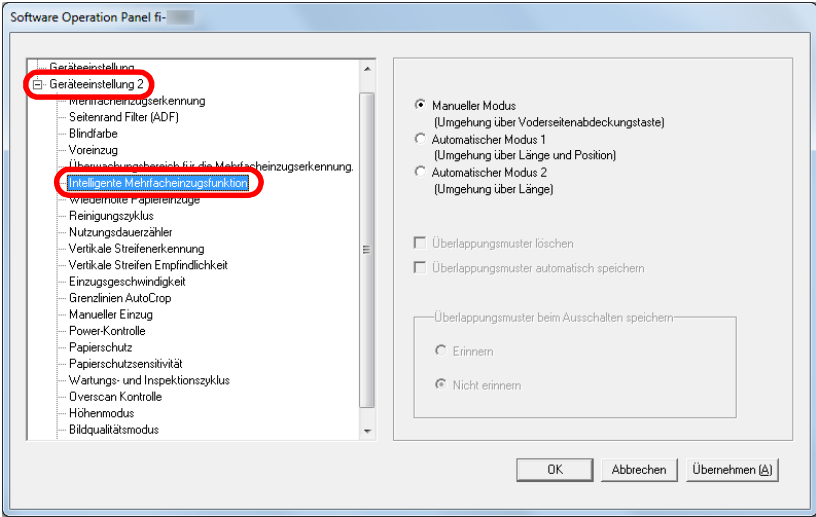 Software Operation Panel fi-
Geräteeinstellung
Geräteeinstellung 2
Mehrfacheinzugserkennung
Seitenrand Filter (ADF)
Blindfarbe
Voreinzug
Überwachungsbereich für die Mehrfacheinzugserkennung.
Intelligente Mehrfacheinzugsfunktion
Wiederholte Papiereinzüge
Reinigungszyklus
Nutzungsdauerzähler
Vertikale Streifenerkennung
Vertikale Streifen Empfindlichkeit
Einzugsgeschwindigkeit
Grenzlinien AutoCrop
Manueller Einzug
Power-Kontrolle
Papierschutz
Papierschutzsensitivität
Wartungs- und Inspektionszyklus
Overscan Kontrolle
Höhenmodus
Bildqualitätsmodus
Manueller Modus
(Umgehung über Voderseitenabdeckungstaste)
Automatischer Modus 1
(Umgehung über Länge und Position)
Automatischer Modus 2
(Umgehung über Länge)
Überlappungsmuster löschen
Überlappungsmuster automatisch speichern
Überlappungsmuster beim Ausschalten speichern
Erinnern
Nicht erinnern
OK
Abbrechen
Übernehmen (A)